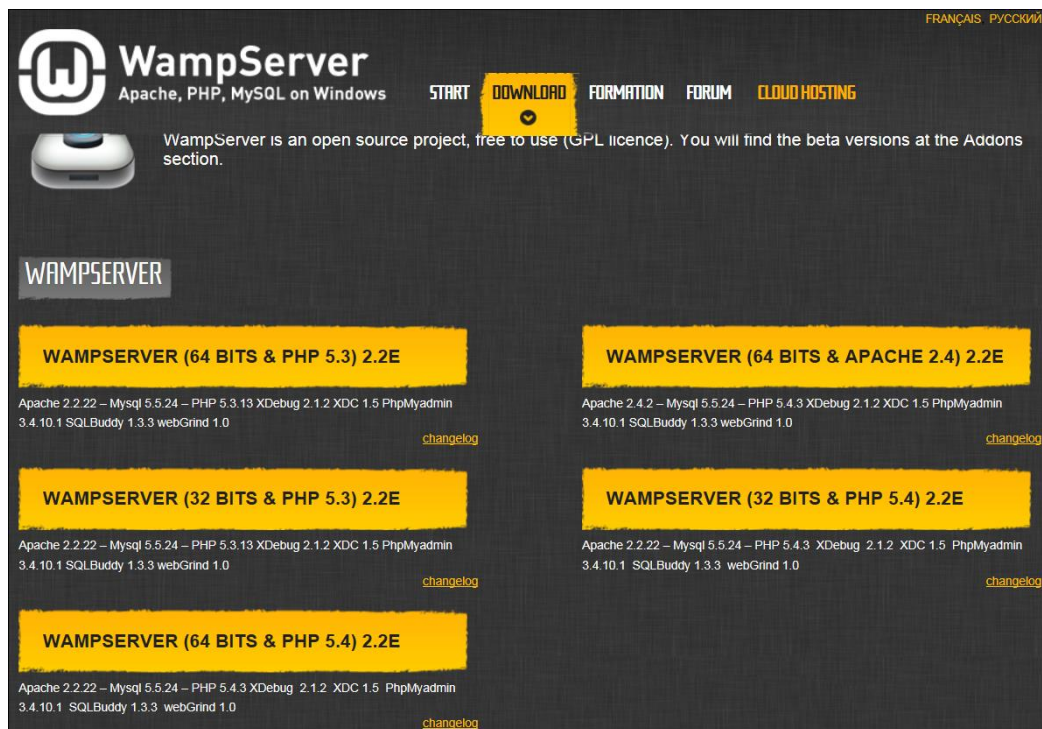 FRANÇAIS РУССКИЙ
WampServer
Apache, PHP, MySQL on Windows
START DOWNLOAD FORMATION FORUM CLOUD HOSTING
WampServer is an open source project, free to use (GPL licence). You will find the beta versions at the Addons
section.
WAMPSERVER
WAMPSERVER (64 BITS & PHP 5.3) 2.2E
Apache 2.2.22 – Mysql 5.5.24 – PHP 5.3.13 XDebug 2.1.2 XDC 1.5 PhpMyadmin
3.4.10.1 SQLBuddy 1.3.3 webGrind 1.0
changelog
WAMPSERVER (64 BITS & APACHE 2.4) 2.2E
Apache 2.4.2 – Mysql 5.5.24 – PHP 5.4.3 XDebug 2.1.2 XDC 1.5 PhpMyadmin
3.4.10.1 SQLBuddy 1.3.3 webGrind 1.0
changelog
WAMPSERVER (32 BITS & PHP 5.3) 2.2E
Apache 2.2.22 – Mysql 5.5.24 – PHP 5.3.13 XDebug 2.1.2 XDC 1.5 PhpMyadmin
3.4.10.1 SQLBuddy 1.3.3 webGrind 1.0
changelog
WAMPSERVER (32 BITS & PHP 5.4) 2.2E
Apache 2.2.22 – Mysql 5.5.24 – PHP 5.4.3 XDebug 2.1.2 XDC 1.5 PhpMyadmin
3.4.10.1 SQLBuddy 1.3.3 webGrind 1.0
changelog
WAMPSERVER (64 BITS & PHP 5.4) 2.2E
Apache 2.2.22 – Mysql 5.5.24 – PHP 5.4.3 XDebug 2.1.2 XDC 1.5 PhpMyadmin
3.4.10.1 SQLBuddy 1.3.3 webGrind 1.0
changelog